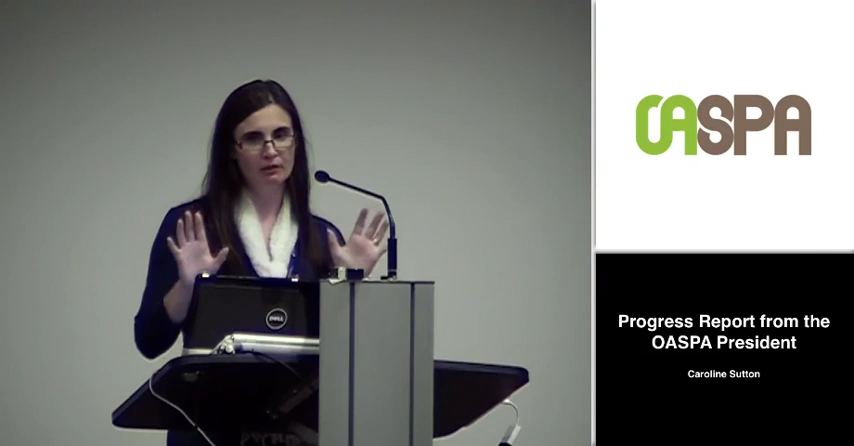 OASPA
DELL
Progress Report from the
OASPA President
Caroline Sutton